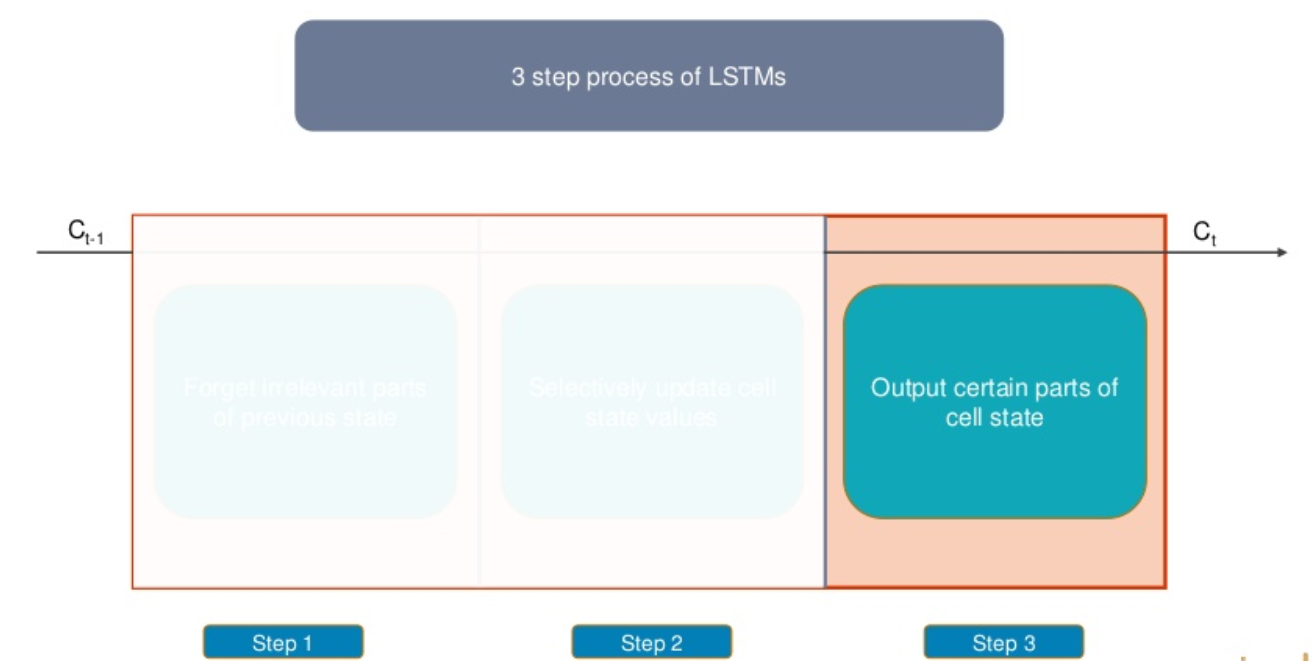 3 step process of LSTMs
Ct-1
Ct
Forget irrelevant parts
of previous state
Selectively update cell
state values
Output certain parts of
cell state
Step 1
Step 2
Step 3